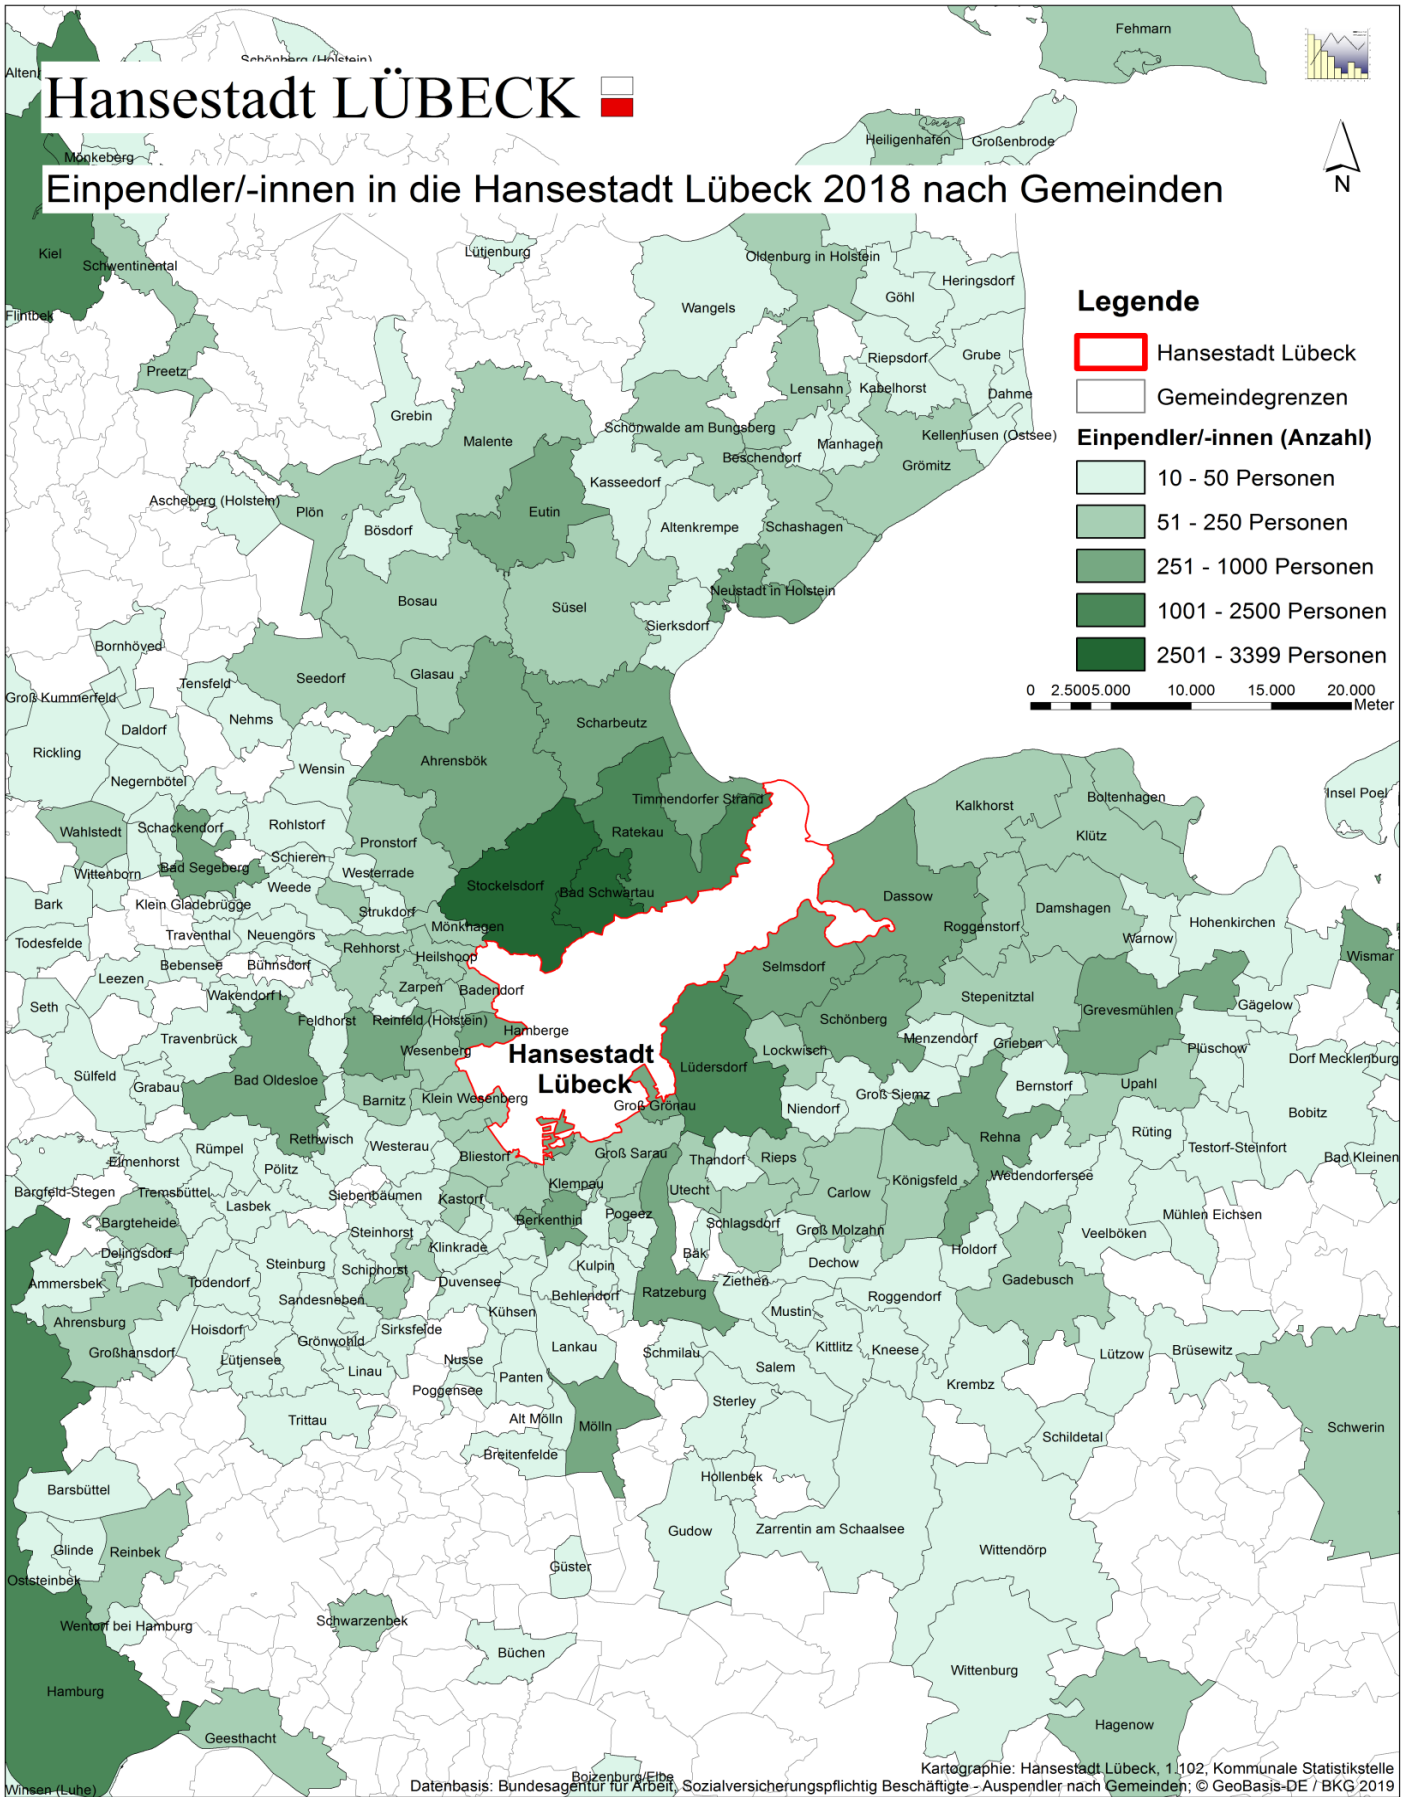 Fehmarn
Schönberg (Holstein)
Hansestadt LÜBECK
Heiligenhafen
Großenbrode
Mönkeberg
N
Einpendler/-innen in die Hansestadt Lübeck 2018 nach Gemeinden
Kiel
Schwentinental
Lütjenburg
Oldenburg in Holstein
Heringsdorf
Göhl
Wangels
Flintbek
Legende
Hansestadt Lübeck
Gemeindegrenzen
Einpendler/-innen (Anzahl)
10 - 50 Personen
51 - 250 Personen
251 - 1000 Personen
1001 - 2500 Personen
2501 - 3399 Personen
0 2.500 5.000 10.000 15.000 20.000
Meter
Preetz
Riepsdorf
Grube
Lensahn
Kabelhorst
Dahme
Grebin
Malente
Schönwalde am Bungsberg
Manhagen
Kellenhusen (Ostsee)
Beschendorf
Grömitz
Kasseedorf
Ascheberg (Holstein)
Plön
Eutin
Bösdorf
Altenkrempe
Schashagen
Neustadt in Holstein
Bosau
Süsel
Sierksdorf
Bornhöved
Glasau
Seedorf
Tensfeld
Groß Kummerfeld
Nehms
Scharbeutz
Daldorf
Rickling
Ahrensbök
Wensin
Negernbötel
Insel Poel
Boltenhagen
Timmendorfer Strand
Kalkhorst
Rohlstorf
Schackendorf
Wahlstedt
Ratekau
Klütz
Pronstorf
Schieren
Bad Segeberg
Wittenborn
Westerrade
Weede
Stockelsdorf
Bad Schwartau
Dassow
Bark
Klein Gladebrügge
Strukdorf
Damshagen
Mönkhagen
Roggenstorf
Hohenkirchen
Traventhal
Neuengörs
Warnow
Todesfelde
Rehhorst
Heilshoop
Wismar
Bebensee
Bühnsdorf
Selmsdorf
Leezen
Zarpen
Badendorf
Wakendorf I
Stepenitztal
Seth
Gägelow
Grevesmühlen
Feldhorst
Reinfeld (Holstein)
Schönberg
Hamberge
Travenbrück
Menzendorf
Grieben
Wesenberg
Hansestadt
Lübeck
Lockwisch
Plüschow
Dorf Mecklenburg
Lüdersdorf
Sülfeld
Bad Oldesloe
Grabau
Bernstorf
Upahl
Barnitz
Klein Wesenberg
Groß Siemz
Groß Grönau
Niendorf
Bobitz
Rüting
Rethwisch
Westerau
Rehna
Rümpel
Testorf-Steinfort
Bliestorf
Groß Sarau
Thandorf
Rieps
Bad Kleinen
Elmenhorst
Pölitz
Wedendorfersee
Königsfeld
Klempau
Utecht
Bargfeld-Stegen
Tremsbüttel
Siebenbäumen
Carlow
Lasbek
Kastorf
Bargteheide
Berkenthin
Pogeez
Schlagsdorf
Mühlen Eichsen
Steinhorst
Groß Molzahn
Veelböken
Klinkrade
Delingsdorf
Bäk
Holdorf
Steinburg
Schiphorst
Kulpin
Dechow
Ammersbek
Todendorf
Duvensee
Ziethen
Gadebusch
Behlendorf
Ratzeburg
Roggendorf
Sandesneben
Kühsen
Mustin
Ahrensburg
Hoisdorf
Sirksfelde
Grönwohld
Lankau
Kittlitz
Kneese
Großhansdorf
Schmilau
Lützow
Brüsewitz
Lütjensee
Nusse
Linau
Salem
Panten
Krembz
Poggensee
Sterley
Trittau
Alt Mölln
Mölln
Schwerin
Schildetal
Breitenfelde
Hollenbek
Barsbüttel
Zarrentin am Schaalsee
Gudow
Glinde
Reinbek
Wittendörp
Güster
Oststeinbek
Schwarzenbek
Wentorf bei Hamburg
Büchen
Wittenburg
Hamburg
Hagenow
Geesthacht
Kartographie: Hansestadt Lübeck, 1.102, Kommunale Statistikstelle
Boizenburg/Elbe
Datenbasis: Bundesagentur für Arbeit, Sozialversicherungspflichtig Beschäftigte - Auspendler nach Gemeinden; © GeoBasis-DE / BKG 2019
Winsen (Luhe)